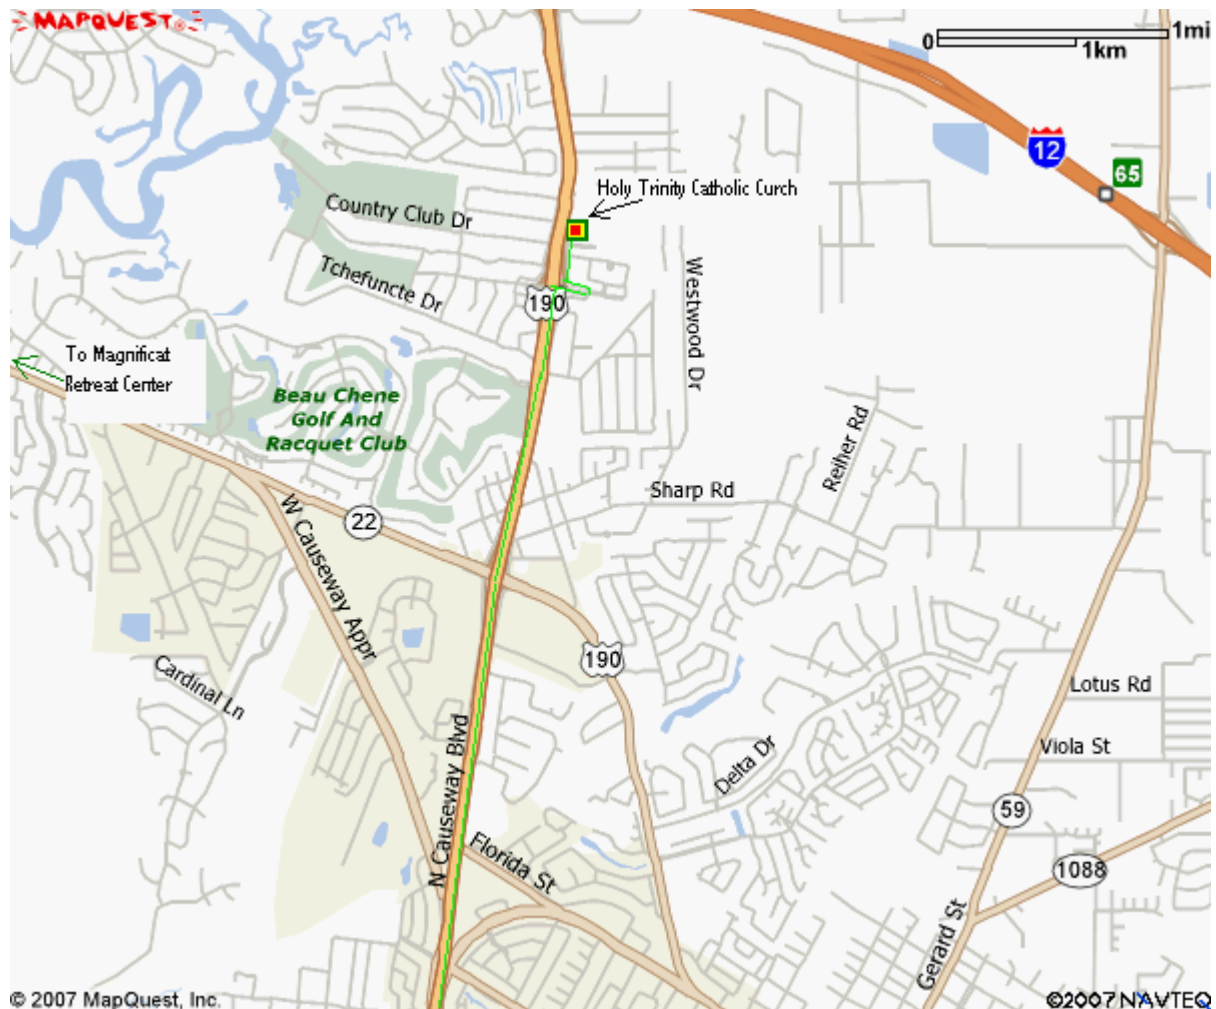 MAPQUEST®
0
1mi
1km
12
65
Holy Trinity Catholic Curch
Country Club Dr
Tchefuncte Dr
Westwood Dr
190
To Magnificat
Retreat Center
Beau Chene
Golf And
Racquet Club
Reiher Rd
Sharp Rd
22
W Causeway Appr
190
Cardinal Ln
Lotus Rd
Viola St
Delta Dr
N Causeway Blvd
59
Florida St
1088
Gerard St
© 2007 MapQuest, Inc.
©2007 NAVTEQ